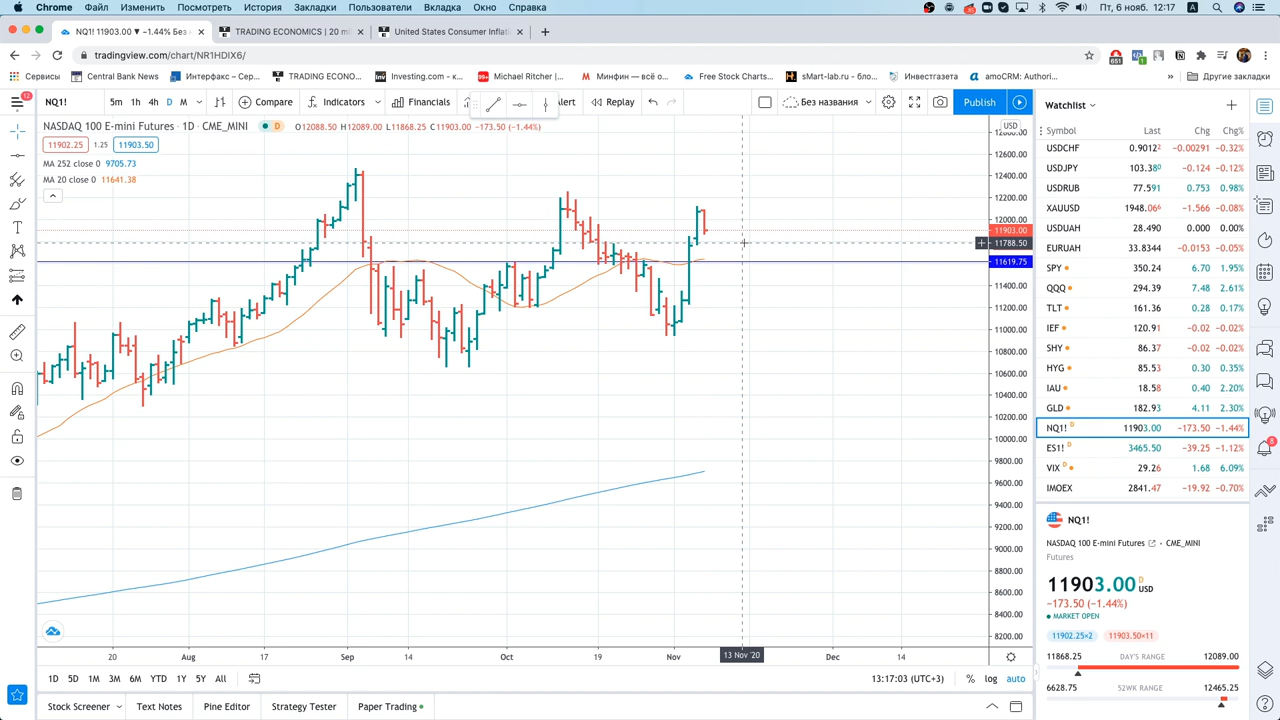 Chrome Файл Изменить Посмотреть История Закладки Пользователи Вкладка Окно Справка Пт, 6 нояб. 12:17
NQ1! 11903.00 ▼ −1.44% Без н TRADING ECONOMICS | 20 mi United States Consumer Inflati
tradingview.com/chart/NR1HDIX6/
Сервисы Central Bank News Интерфакс – Се... TRADING ECONO... Investing.com - к... Michael Ritcher |... Минфин — всё о... Free Stock Charts... sMart-lab.ru – бло... Инвестгазета amoCRM: Authori... » Другие закладки
NQ1! 5m 1h 4h D M Compare Indicators Financials Alert Replay Без названия Publish
Watchlist
NASDAQ 100 E-mini Futures · 1D · CME_MINI D H12089.00 L11868.25 C11903.00 −173.50 (−1.44%)
11902.25 1.25 11903.50
MA 252 close 0 9705.73
MA 20 close 0 11641.38
USD
12600.00
12400.00
12200.00
12000.00
11903.00
11788.50
11619.75
11400.00
11200.00
11000.00
10800.00
10600.00
10400.00
10200.00
10000.00
9800.00
9600.00
9400.00
9200.00
9000.00
8800.00
8600.00
8400.00
8200.00
20 Aug 17 Sep 14 Oct 19 Nov 13 Nov '20 Dec 14
1D 5D 1M 3M 6M YTD 1Y 5Y All 13:17:03 (UTC+3) % log auto
Stock Screener Text Notes Pine Editor Strategy Tester Paper Trading
Symbol Last Chg Chg%
USDCHF 0.9012² −0.00291 −0.32%
USDJPY 103.38⁰ −0.124 −0.12%
USDRUB 77.591 0.753 0.98%
XAUUSD 1948.06⁶ −1.566 −0.08%
USDUAH 28.490 0.000 0.00%
EURUAH 33.8344 −0.0153 −0.05%
SPY 350.24 6.70 1.95%
QQQ 294.39 7.48 2.61%
TLT 161.36 0.28 0.17%
IEF 120.91 −0.02 −0.02%
SHY 86.37 −0.02 −0.02%
HYG 85.53 0.30 0.35%
IAU 18.58 0.40 2.20%
GLD 182.93 4.11 2.30%
NQ1! D 11903.00 −173.50 −1.44%
ES1! D 3465.50 −39.25 −1.12%
VIX D 29.26 1.68 6.09%
IMOEX 2841.47 −19.92 −0.70%
NQ1!
NASDAQ 100 E-mini Futures • CME_MINI
Futures
11903.00 D USD
−173.50 (−1.44%)
MARKET OPEN
11902.25×2 11903.50×11
11868.25 DAY'S RANGE 12089.00
6628.75 52WK RANGE 12465.25